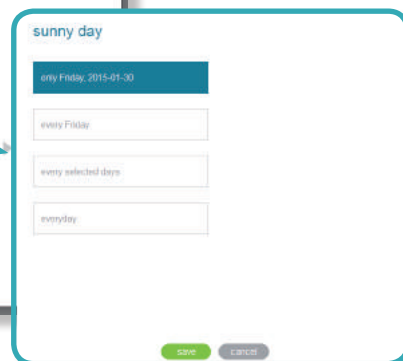 sunny day
only Friday, 2015-01-30
every Friday
every selected days
everyday
save cancel